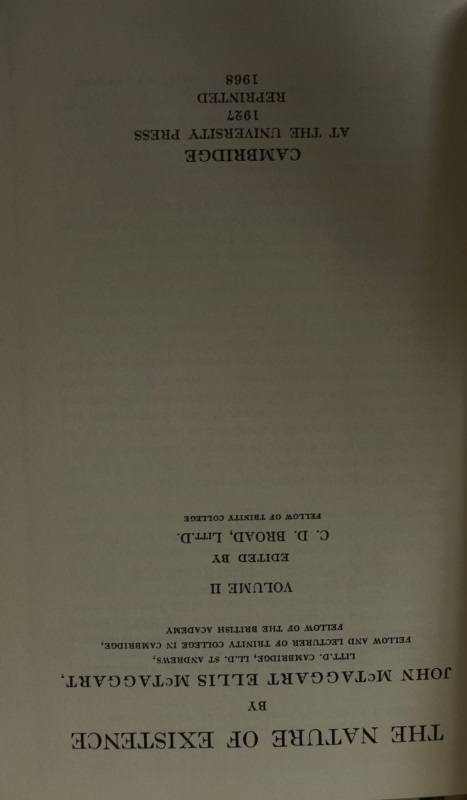 THE NATURE OF EXISTENCE
BY
JOHN McTAGGART ELLIS McTAGGART,
LITT.D. CAMBRIDGE, LL.D. ST ANDREWS,
FELLOW AND LECTURER OF TRINITY COLLEGE IN CAMBRIDGE,
FELLOW OF THE BRITISH ACADEMY
VOLUME II
EDITED BY
C. D. BROAD, LITT.D.
FELLOW OF TRINITY COLLEGE
CAMBRIDGE
AT THE UNIVERSITY PRESS
1927
REPRINTED
1968